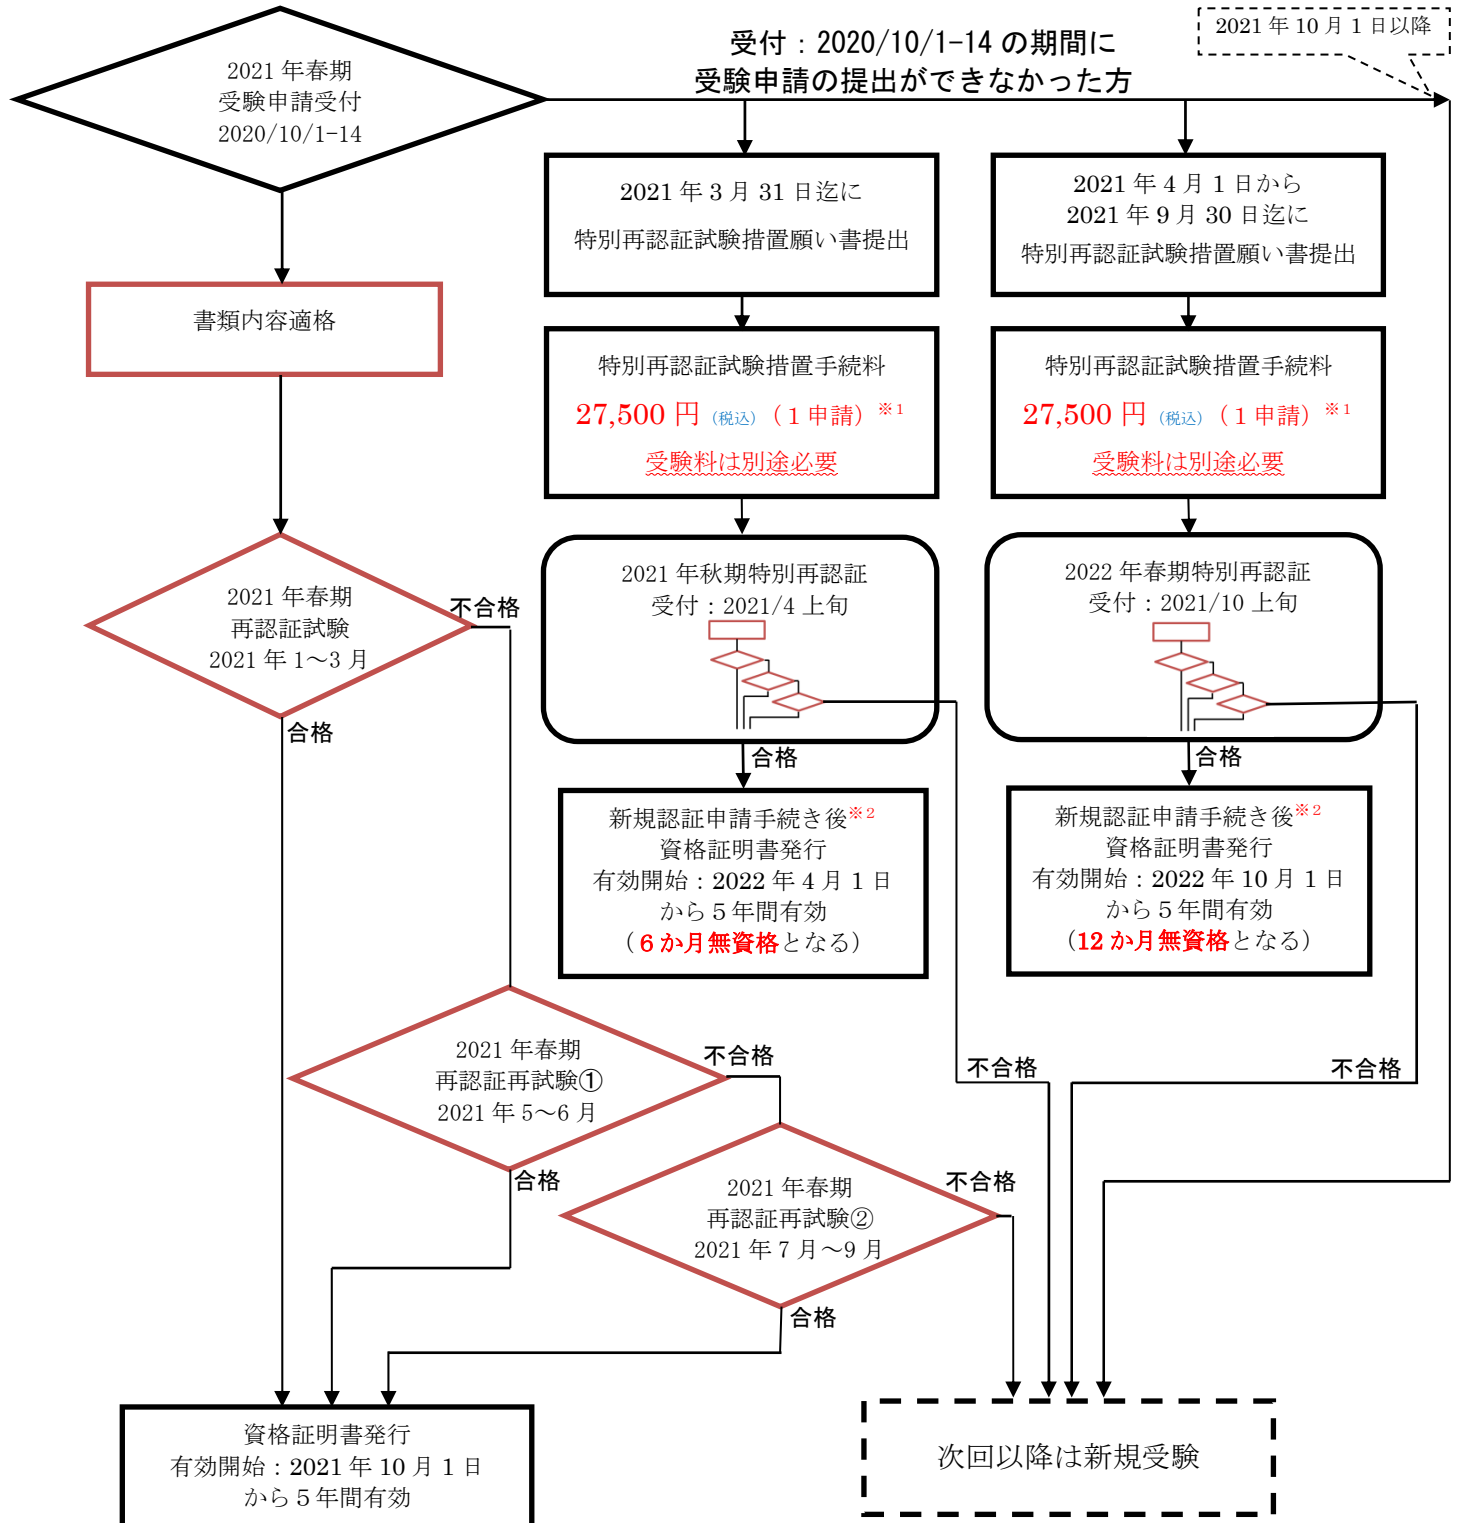 2021年春期
受験申請受付
2020/10/1-14
受付：2020/10/1-14の期間に
受験申請の提出ができなかった方
2021年10月1日以降
2021年3月31日迄に
特別再認証試験措置願い書提出
2021年4月1日から
2021年9月30日迄に
特別再認証試験措置願い書提出
書類内容適格
特別再認証試験措置手続料
27,500円（税込）（1申請）※1
受験料は別途必要
特別再認証試験措置手続料
27,500円（税込）（1申請）※1
受験料は別途必要
2021年春期
再認証試験
2021年1～3月
不合格
合格
2021年秋期特別再認証
受付：2021/4上旬
合格
2022年春期特別再認証
受付：2021/10上旬
合格
新規認証申請手続き後※2
資格証明書発行
有効開始：2022年4月1日
から5年間有効
（6か月無資格となる）
新規認証申請手続き後※2
資格証明書発行
有効開始：2022年10月1日
から5年間有効
（12か月無資格となる）
2021年春期
再認証再試験①
2021年5～6月
不合格
合格
不合格
不合格
2021年春期
再認証再試験②
2021年7月～9月
不合格
合格
資格証明書発行
有効開始：2021年10月1日
から5年間有効
次回以降は新規受験